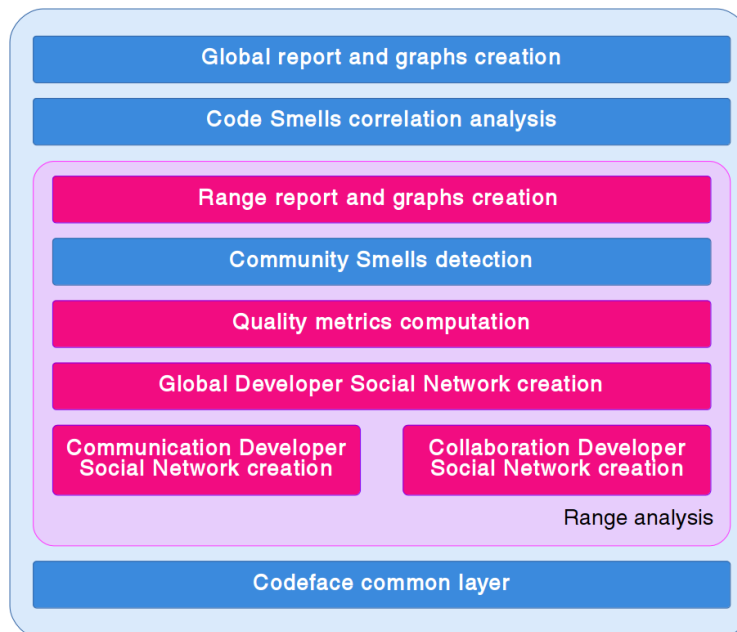 Global report and graphs creation
Code Smells correlation analysis
Range report and graphs creation
Community Smells detection
Quality metrics computation
Global Developer Social Network creation
Communication Developer
Social Network creation
Collaboration Developer
Social Network creation
Range analysis
Codeface common layer